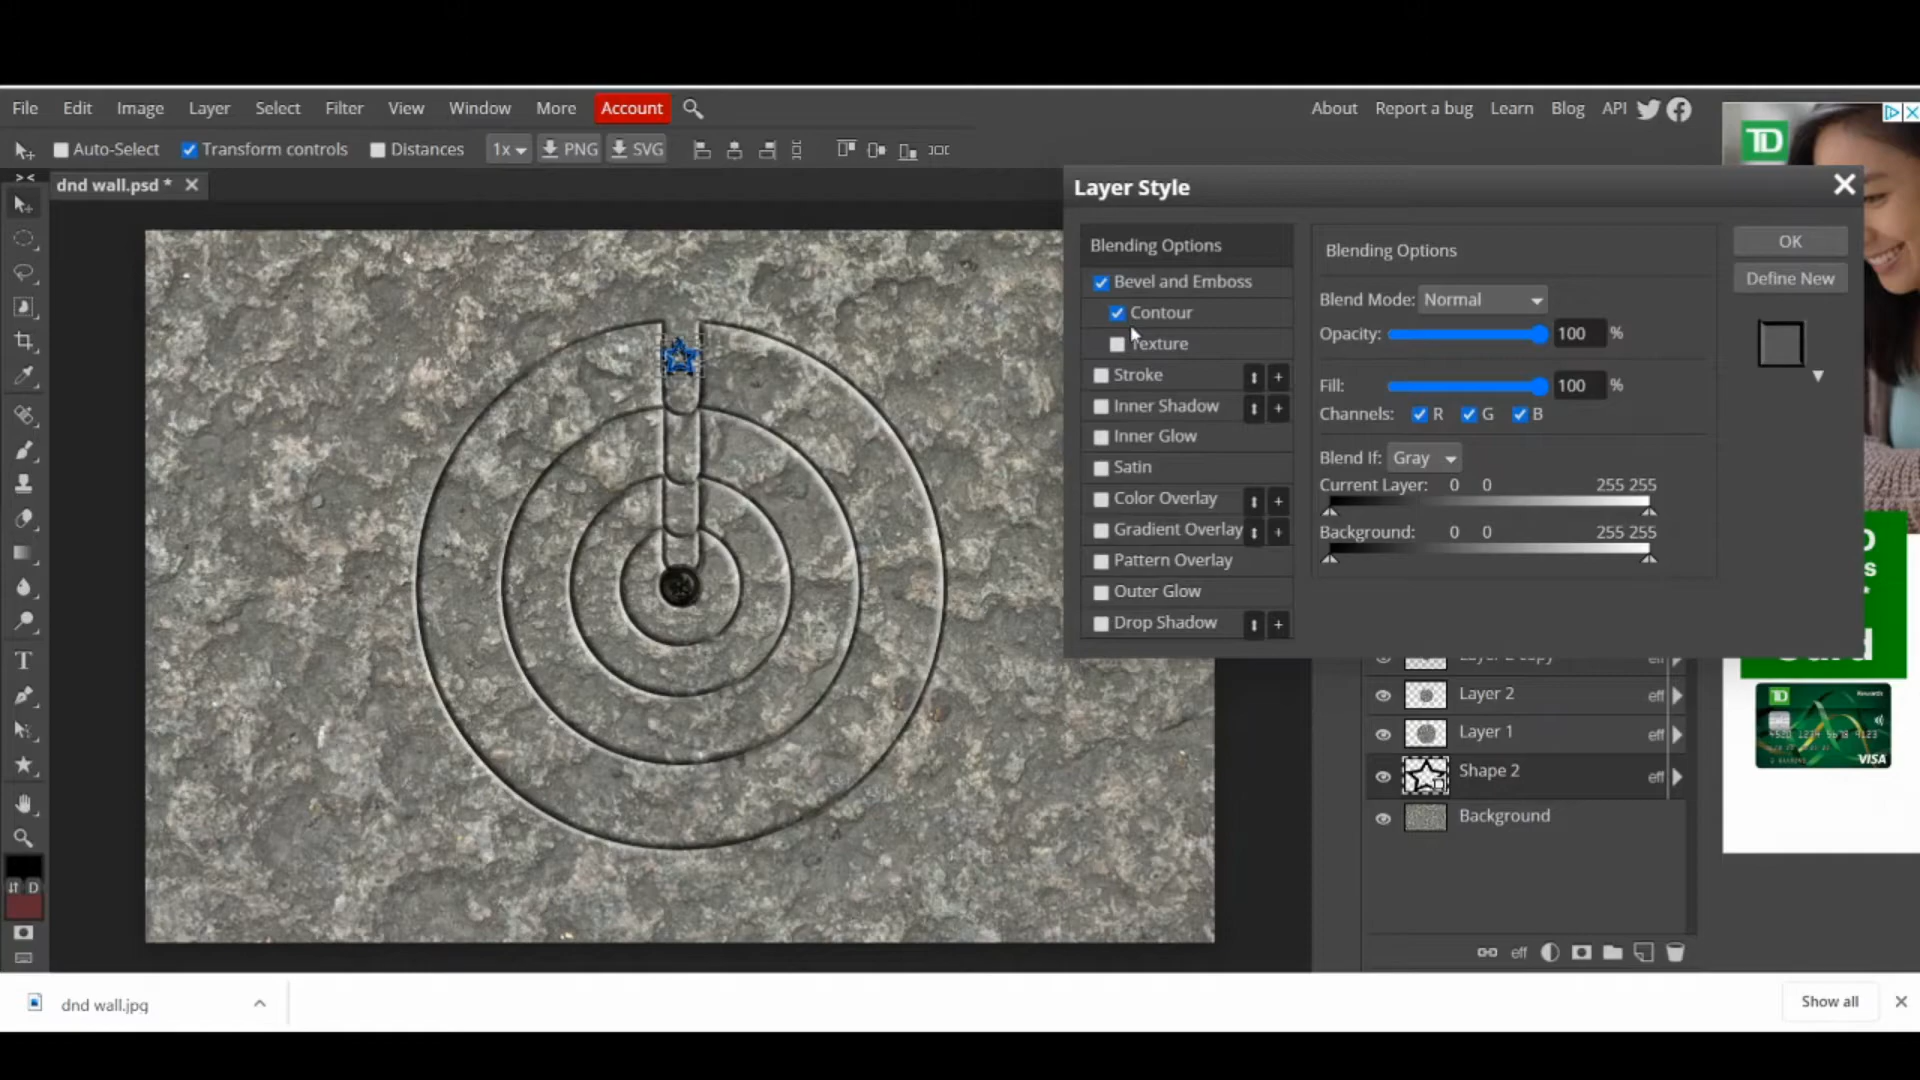 File Edit Image Layer Select Filter View Window More Account
About Report a bug Learn Blog API
Auto-Select Transform controls Distances 1x PNG SVG
TD
dnd wall.psd *
Layer Style
Blending Options
Bevel and Emboss
Contour
Texture
Stroke
Inner Shadow
Inner Glow
Satin
Color Overlay
Gradient Overlay
Pattern Overlay
Outer Glow
Drop Shadow
Blending Options
Blend Mode: Normal
Opacity: 100 %
Fill: 100 %
Channels: R G B
Blend If: Gray
Current Layer: 0 0 255 255
Background: 0 0 255 255
OK
Define New
eff
Layer 2 eff
Layer 1 eff
Shape 2 eff
Background
eff
T
D
TD
VISA
dnd wall.jpg
Show all